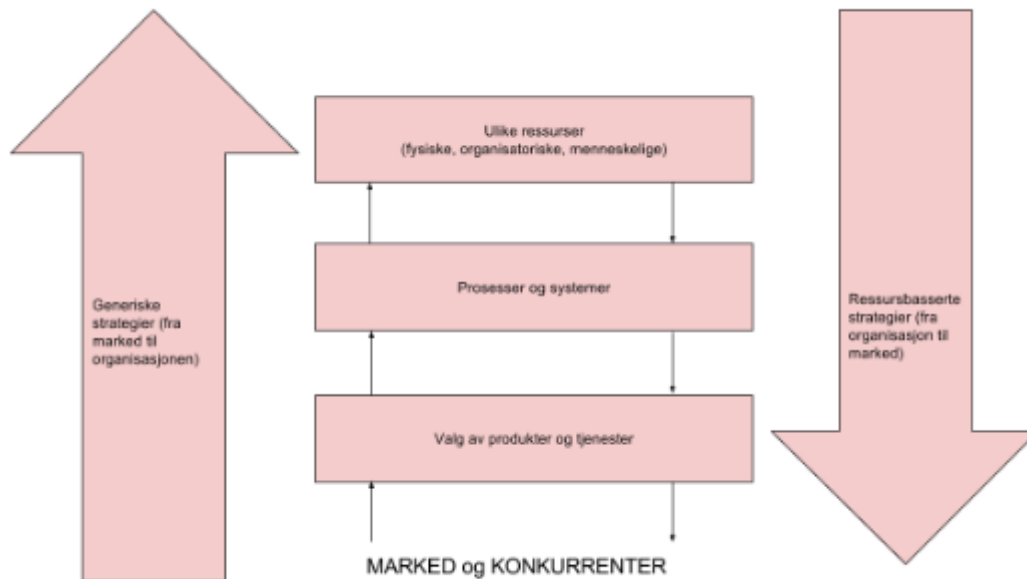 Ulike ressurser
(fysiske, organisatoriske, menneskelige)
Prosesser og systemer
Generiske
strategier (fra
marked til
organisasjonen)
Ressursbasserte
strategier (fra
organisasjon til
marked)
Valg av produkter og tjenester
MARKED og KONKURRENTER